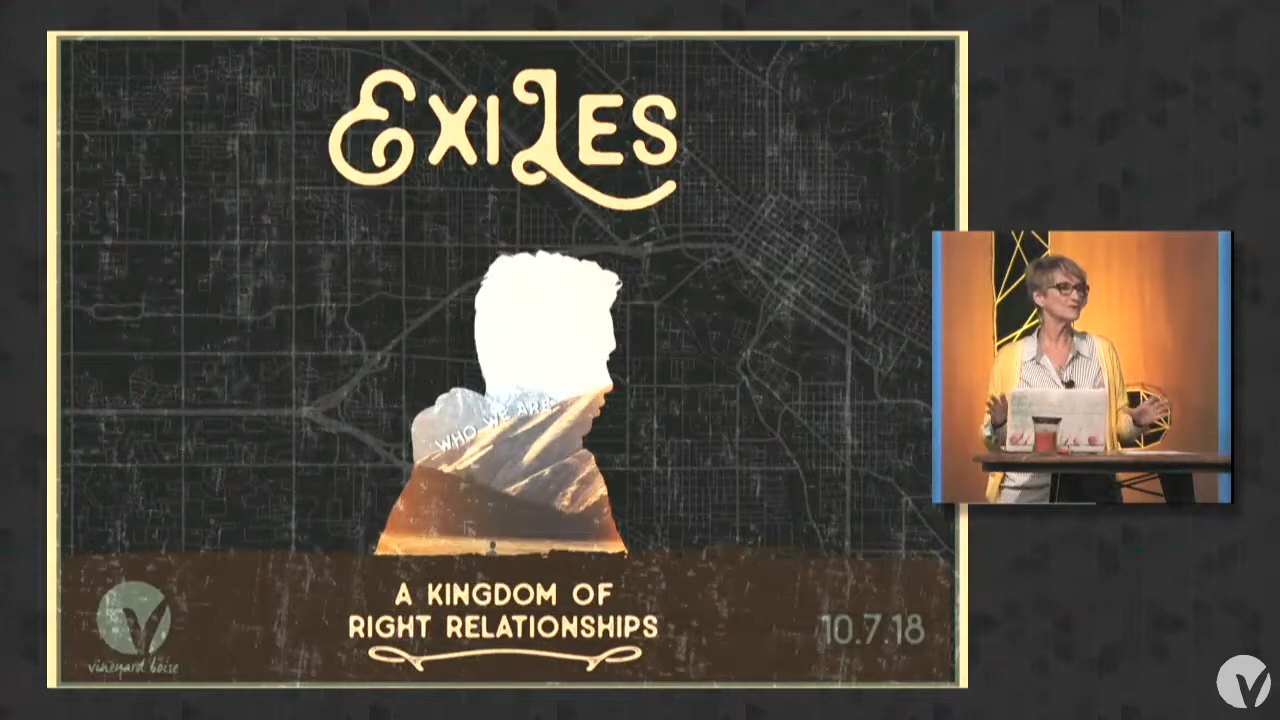 EXILES
WHO WE ARE
A KINGDOM OF
RIGHT RELATIONSHIPS
vineyard boise
10.7.18